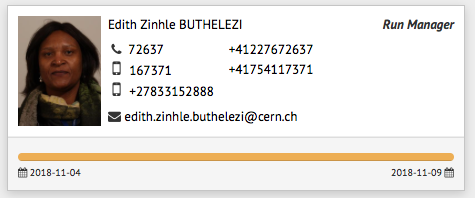 Edith Zinhle BUTHELEZI Run Manager
72637 +41227672637
167371 +41754117371
+27833152888
edith.zinhle.buthelezi@cern.ch
2018-11-04 2018-11-09